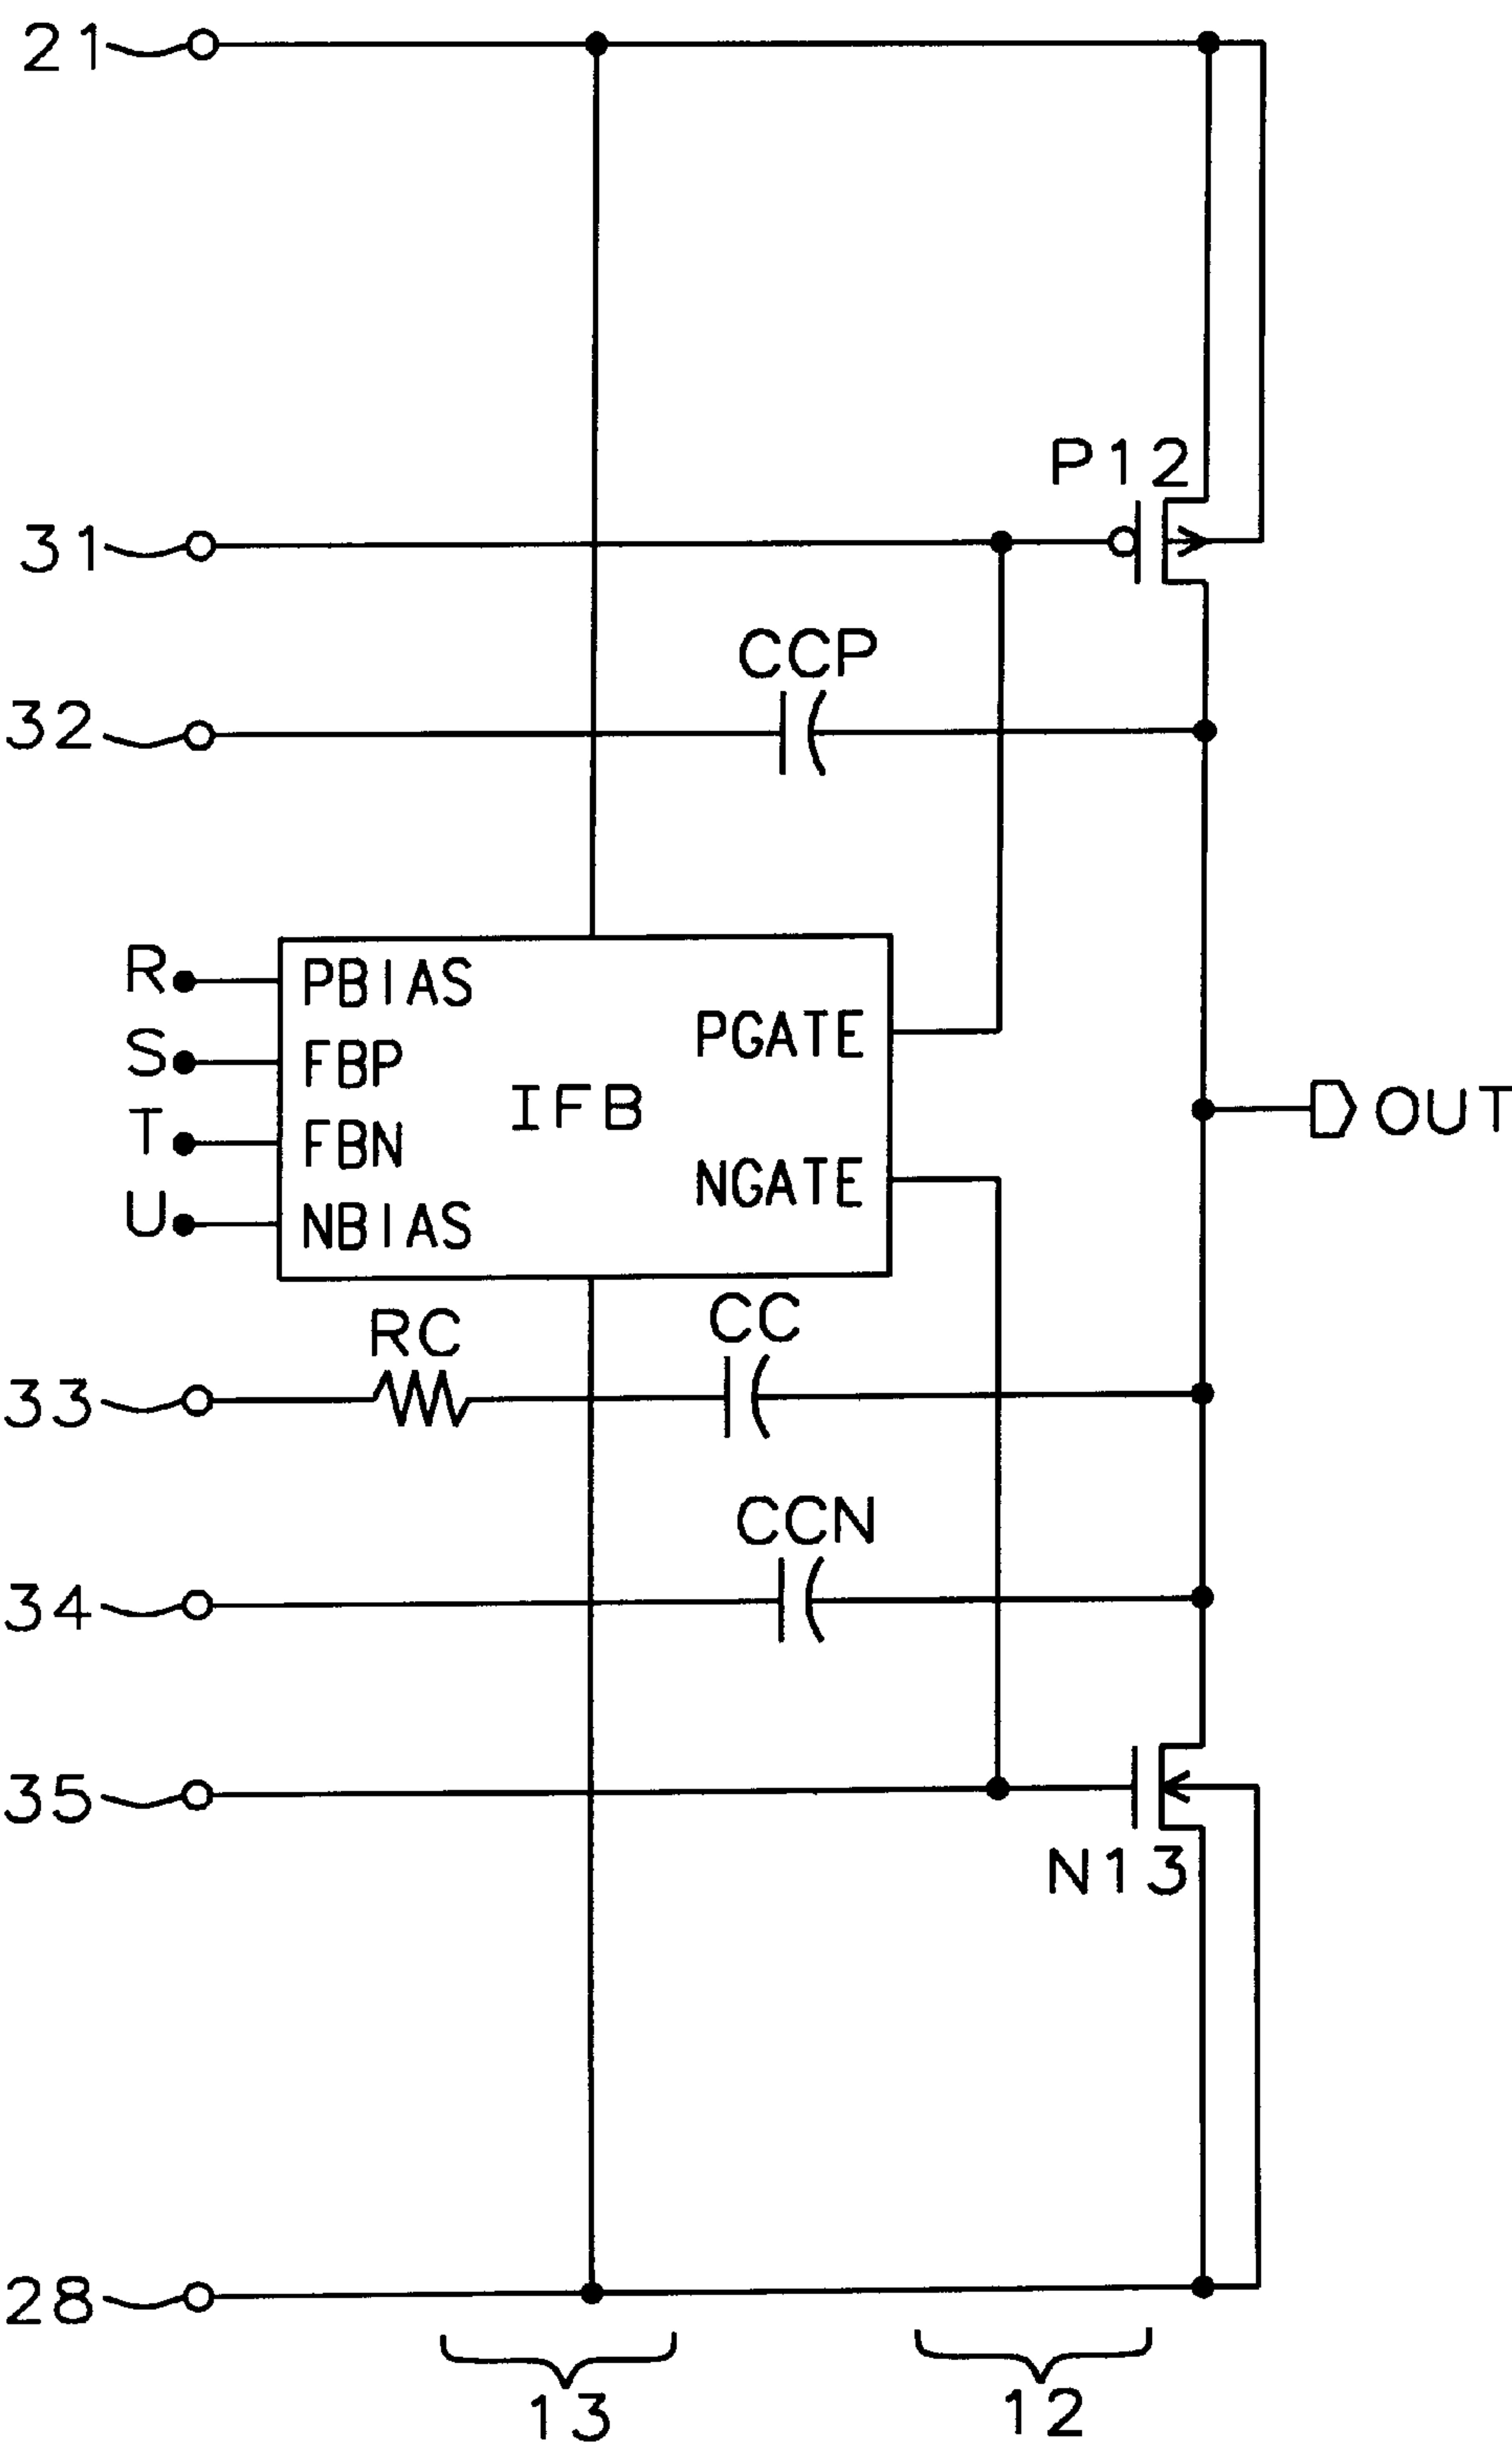 21
P12
31
CCP
32
R PBIAS
PGATE
S FBP
IFB
OUT
T FBN
NGATE
U NBIAS
RC
CC
33
CCN
34
35
N13
28
13
12